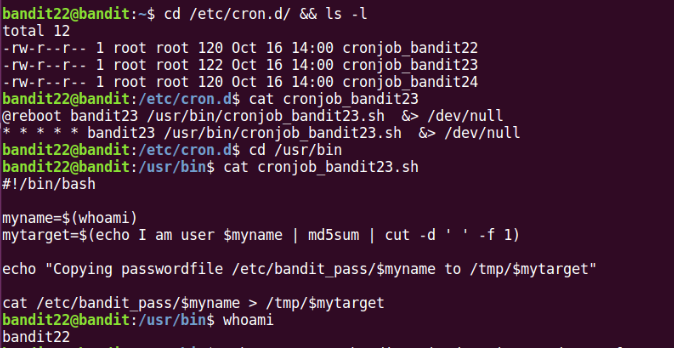 bandit22@bandit:~$ cd /etc/cron.d/ && ls -l
total 12
-rw-r--r-- 1 root root 120 Oct 16 14:00 cronjob_bandit22
-rw-r--r-- 1 root root 122 Oct 16 14:00 cronjob_bandit23
-rw-r--r-- 1 root root 120 Oct 16 14:00 cronjob_bandit24
bandit22@bandit:/etc/cron.d$ cat cronjob_bandit23
@reboot bandit23 /usr/bin/cronjob_bandit23.sh  &> /dev/null
* * * * * bandit23 /usr/bin/cronjob_bandit23.sh  &> /dev/null
bandit22@bandit:/etc/cron.d$ cd /usr/bin
bandit22@bandit:/usr/bin$ cat cronjob_bandit23.sh
#!/bin/bash
myname=$(whoami)
mytarget=$(echo I am user $myname | md5sum | cut -d ' ' -f 1)
echo "Copying passwordfile /etc/bandit_pass/$myname to /tmp/$mytarget"
cat /etc/bandit_pass/$myname > /tmp/$mytarget
bandit22@bandit:/usr/bin$ whoami
bandit22